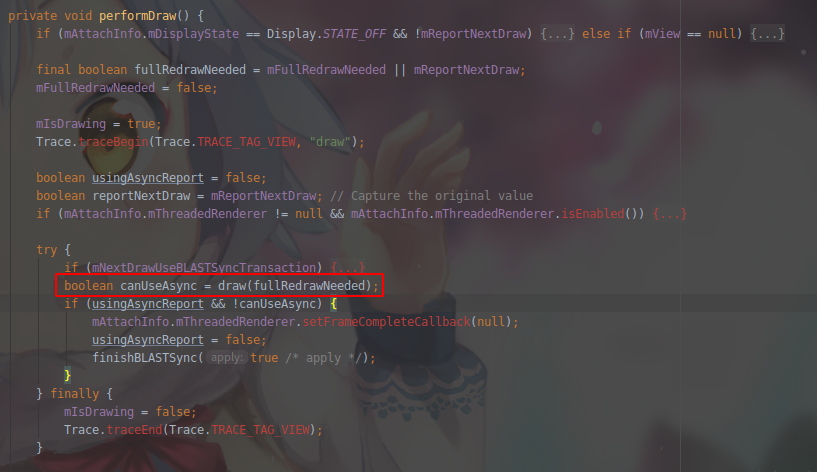 private void performDraw() {
    if (mAttachInfo.mDisplayState == Display.STATE_OFF && !mReportNextDraw) {...} else if (mView == null) {...}
    final boolean fullRedrawNeeded = mFullRedrawNeeded || mReportNextDraw;
    mFullRedrawNeeded = false;
    mIsDrawing = true;
    Trace.traceBegin(Trace.TRACE_TAG_VIEW, "draw");
    boolean usingAsyncReport = false;
    boolean reportNextDraw = mReportNextDraw; // Capture the original value
    if (mAttachInfo.mThreadedRenderer != null && mAttachInfo.mThreadedRenderer.isEnabled()) {...}
    try {
        if (mNextDrawUseBLASTSyncTransaction) {...}
        boolean canUseAsync = draw(fullRedrawNeeded);
        if (usingAsyncReport && !canUseAsync) {
            mAttachInfo.mThreadedRenderer.setFrameCompleteCallback(null);
            usingAsyncReport = false;
            finishBLASTSync( apply: true /* apply */);
        }
    } finally {
        mIsDrawing = false;
        Trace.traceEnd(Trace.TRACE_TAG_VIEW);
    }